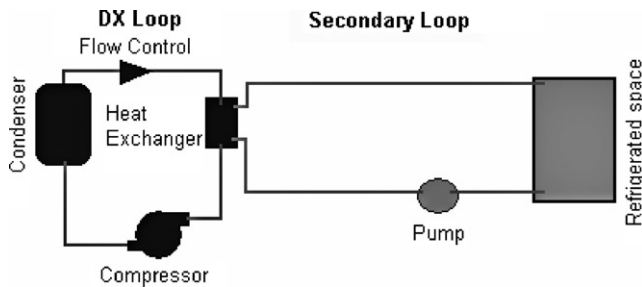 DX Loop
Secondary Loop
Flow Control
Condenser
Heat
Exchanger
Refrigerated space
Pump
Compressor